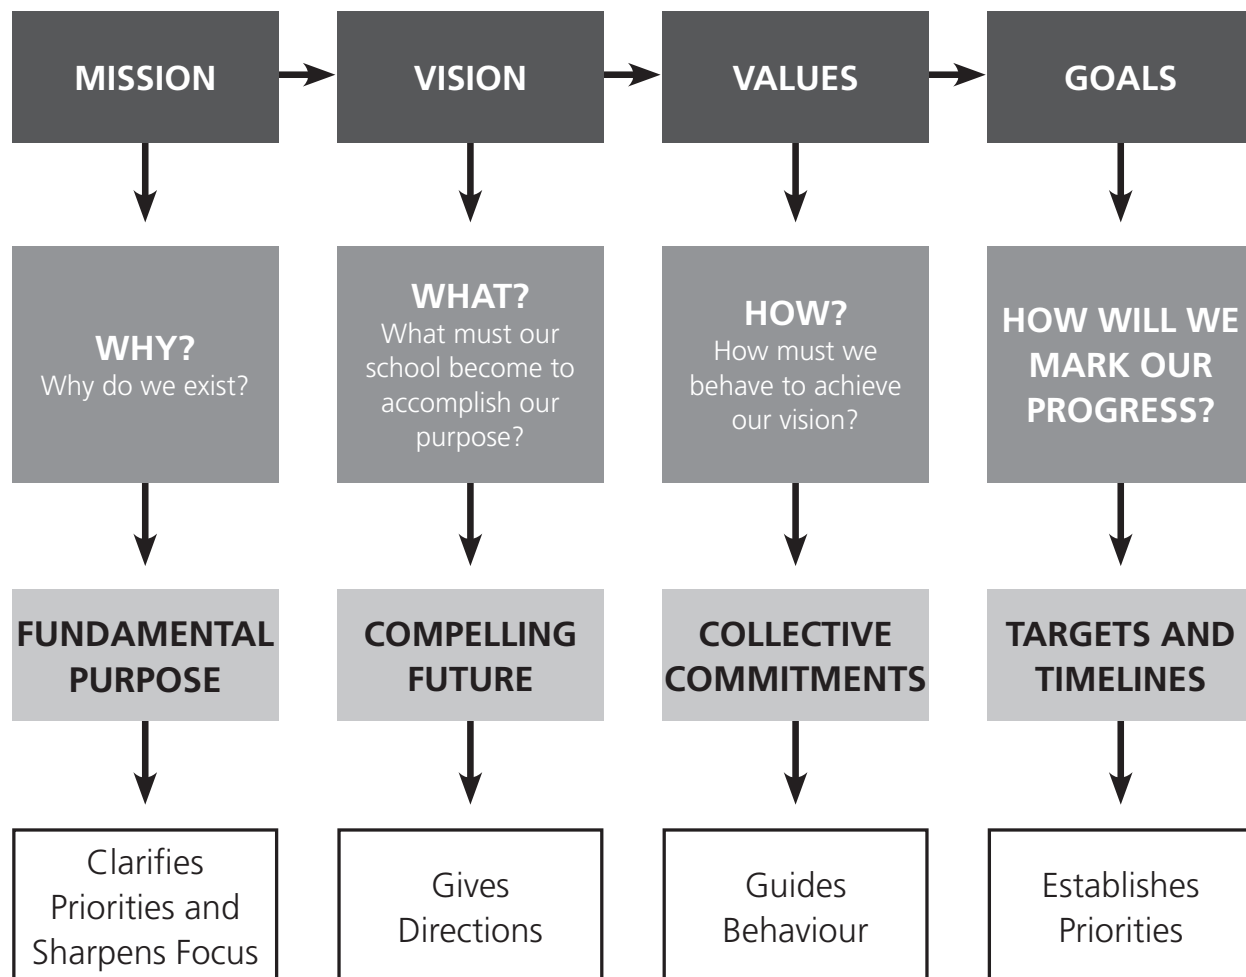 MISSION
VISION
VALUES
GOALS
WHY?
Why do we exist?
WHAT?
What must our
school become to
accomplish our
purpose?
HOW?
How must we
behave to achieve
our vision?
HOW WILL WE
MARK OUR
PROGRESS?
FUNDAMENTAL
PURPOSE
COMPELLING
FUTURE
COLLECTIVE
COMMITMENTS
TARGETS AND
TIMELINES
Clarifies
Priorities and
Sharpens Focus
Gives
Directions
Guides
Behaviour
Establishes
Priorities